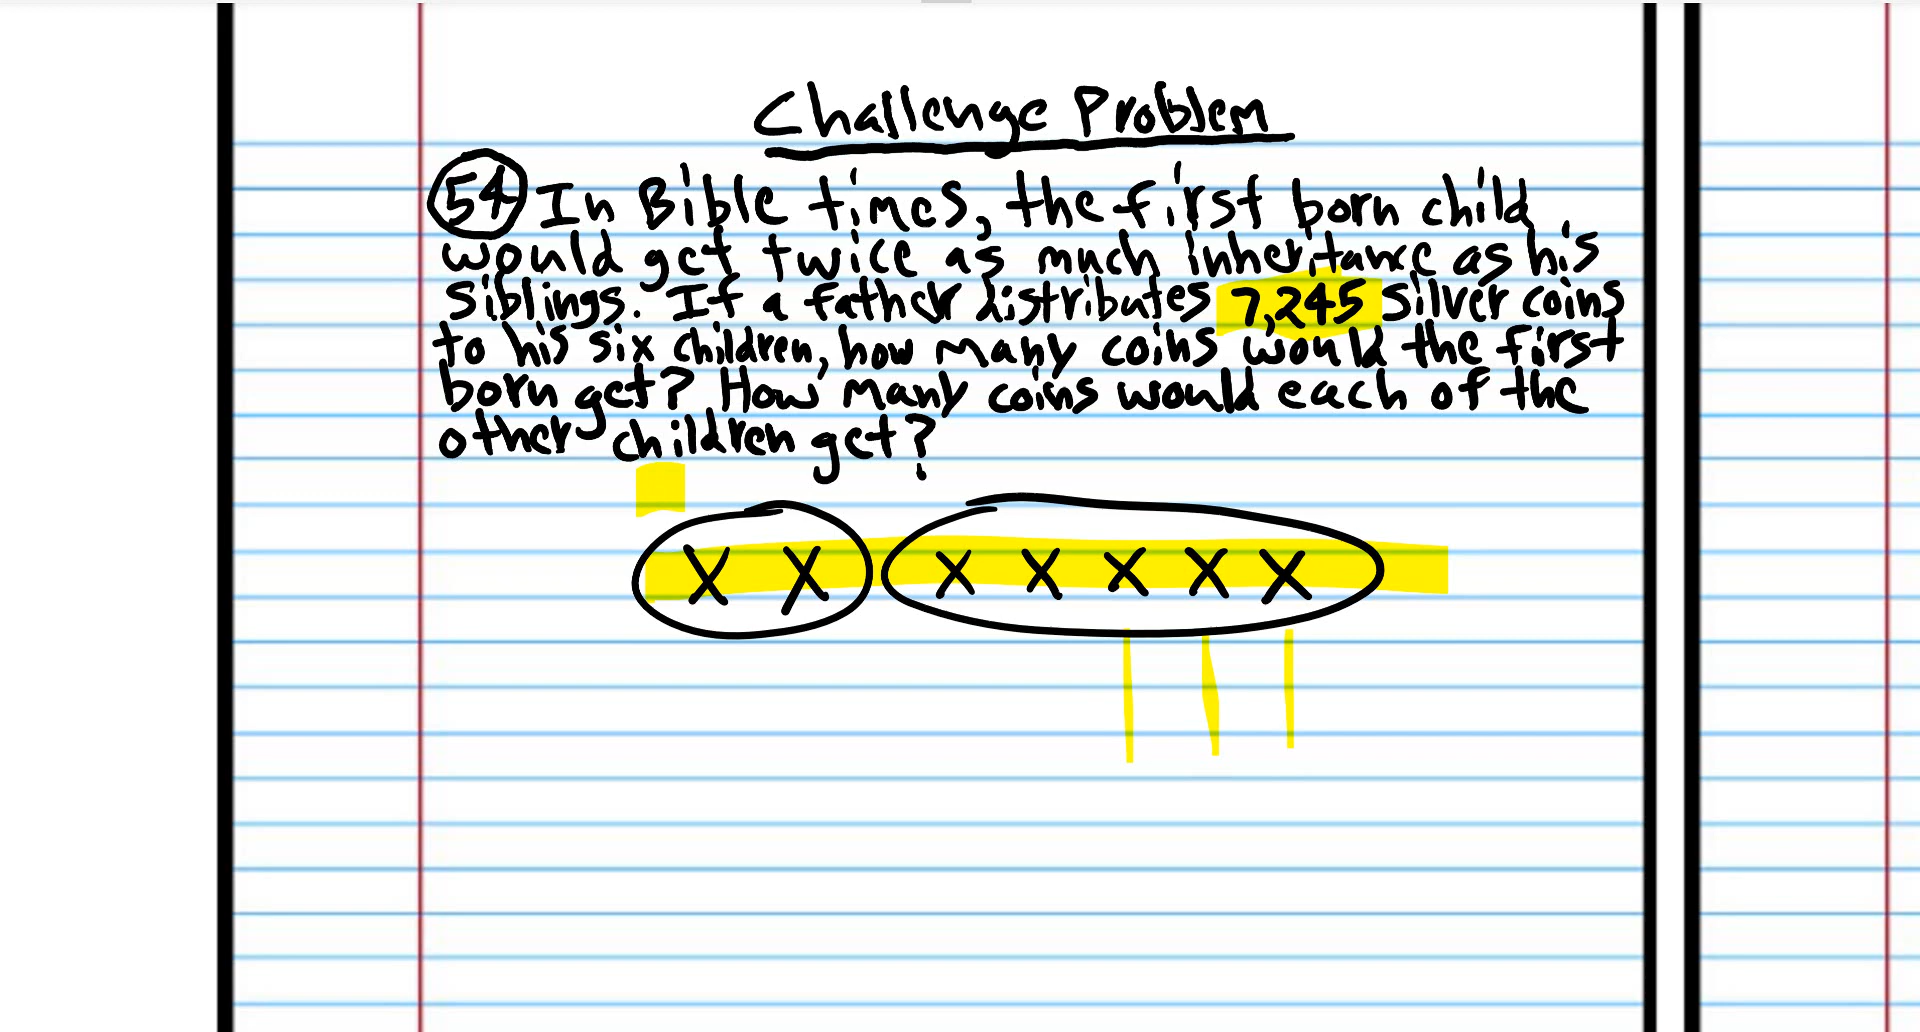 Challenge Problem
54 In Bible times, the first born child
would get twice as much inheritance as his
siblings. If a father distributes 7,245 silver coins
to his six children, how many coins would the first
born get? How many coins would each of the
other children get?
X X X X X X X